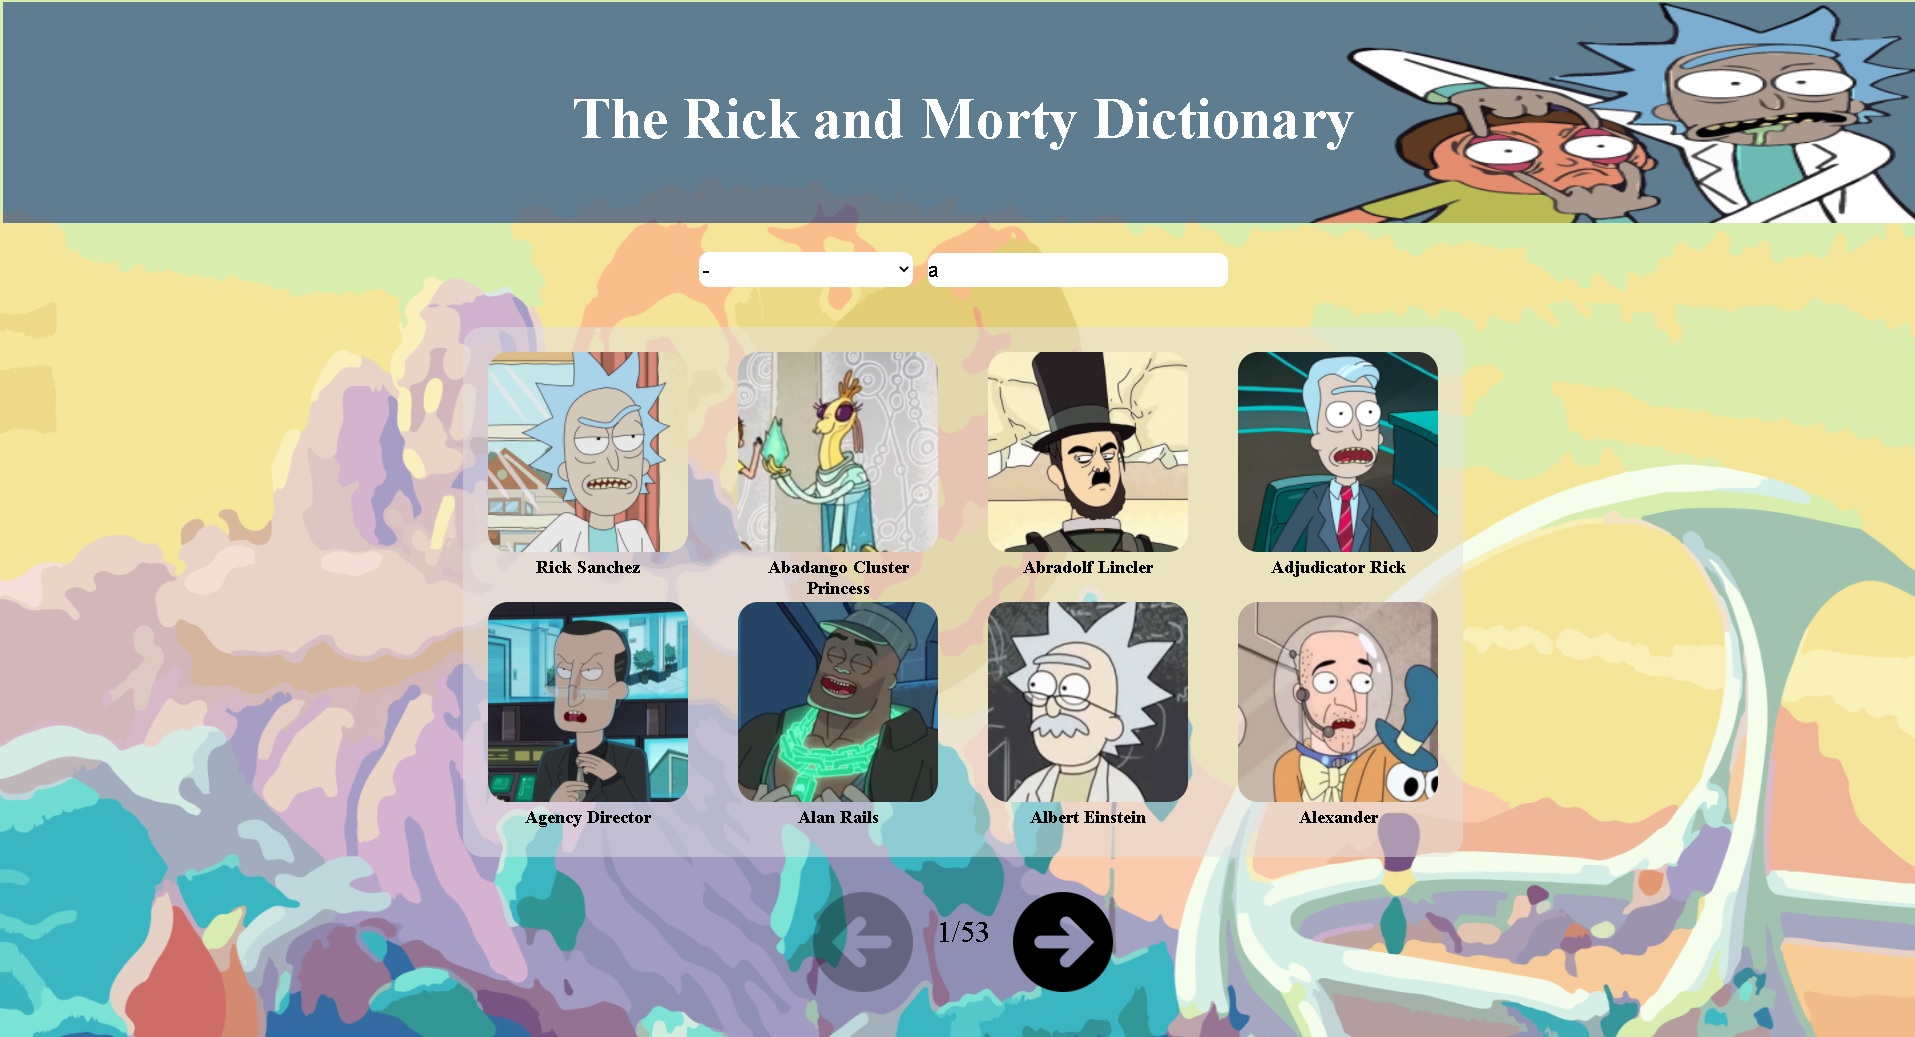 The Rick and Morty Dictionary
-
a
Rick Sanchez
Abadango Cluster
Princess
Abradolf Lincler
Adjudicator Rick
Agency Director
Alan Rails
Albert Einstein
Alexander
1/53